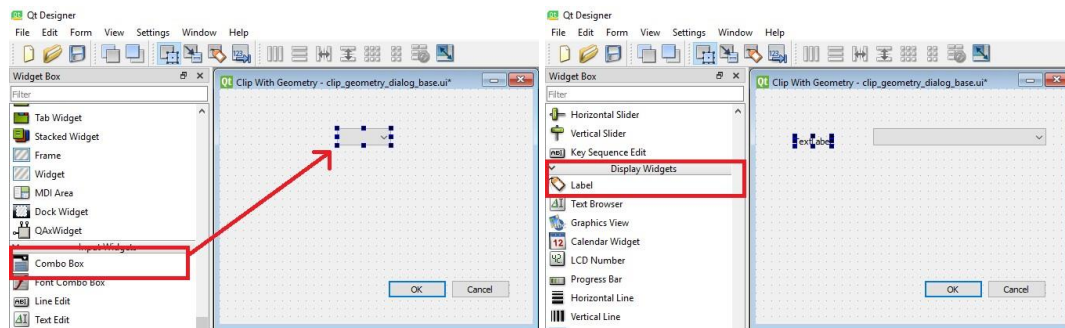 Qt Designer
File Edit Form View Settings Window Help
Widget Box
Filter
Tab Widget
Stacked Widget
Frame
Widget
MDI Area
Dock Widget
QAxWidget
Input Widgets
Combo Box
Font Combo Box
Line Edit
Text Edit
Qt Clip With Geometry - clip_geometry_dialog_base.ui*
OK Cancel
Qt Designer
File Edit Form View Settings Window Help
Widget Box
Filter
Horizontal Slider
Vertical Slider
Key Sequence Edit
Display Widgets
Label
Text Browser
Graphics View
Calendar Widget
LCD Number
Progress Bar
Horizontal Line
Vertical Line
Qt Clip With Geometry - clip_geometry_dialog_base.ui*
TextLabel
OK Cancel